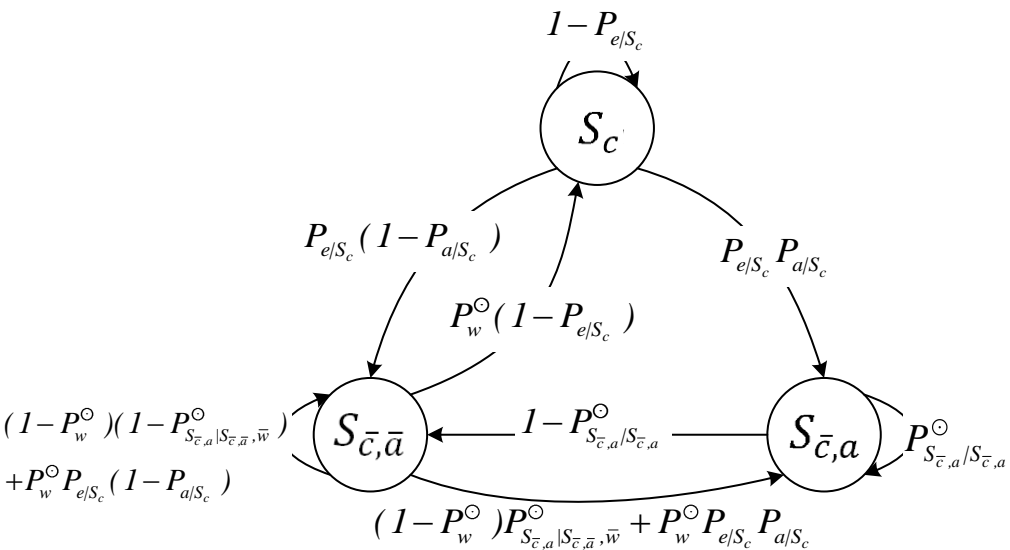 1−P_{e/S_c}
S_c
P_{e/S_c}(1−P_{a/S_c})
P_{e/S_c}P_{a/S_c}
P_w^⊙(1−P_{e/S_c})
(1−P_w^⊙)(1−P^⊙_{S_{c̅,a}|S_{c̅,a̅},w̅})
+P_w^⊙P_{e/S_c}(1−P_{a/S_c})
S_{c̅,a̅}
1−P^⊙_{S_{c̅,a}/S_{c̅,a}}
S_{c̅,a}
P^⊙_{S_{c̅,a}/S_{c̅,a}}
(1−P_w^⊙)P^⊙_{S_{c̅,a}|S_{c̅,a̅},w̅}+P_w^⊙P_{e/S_c}P_{a/S_c}